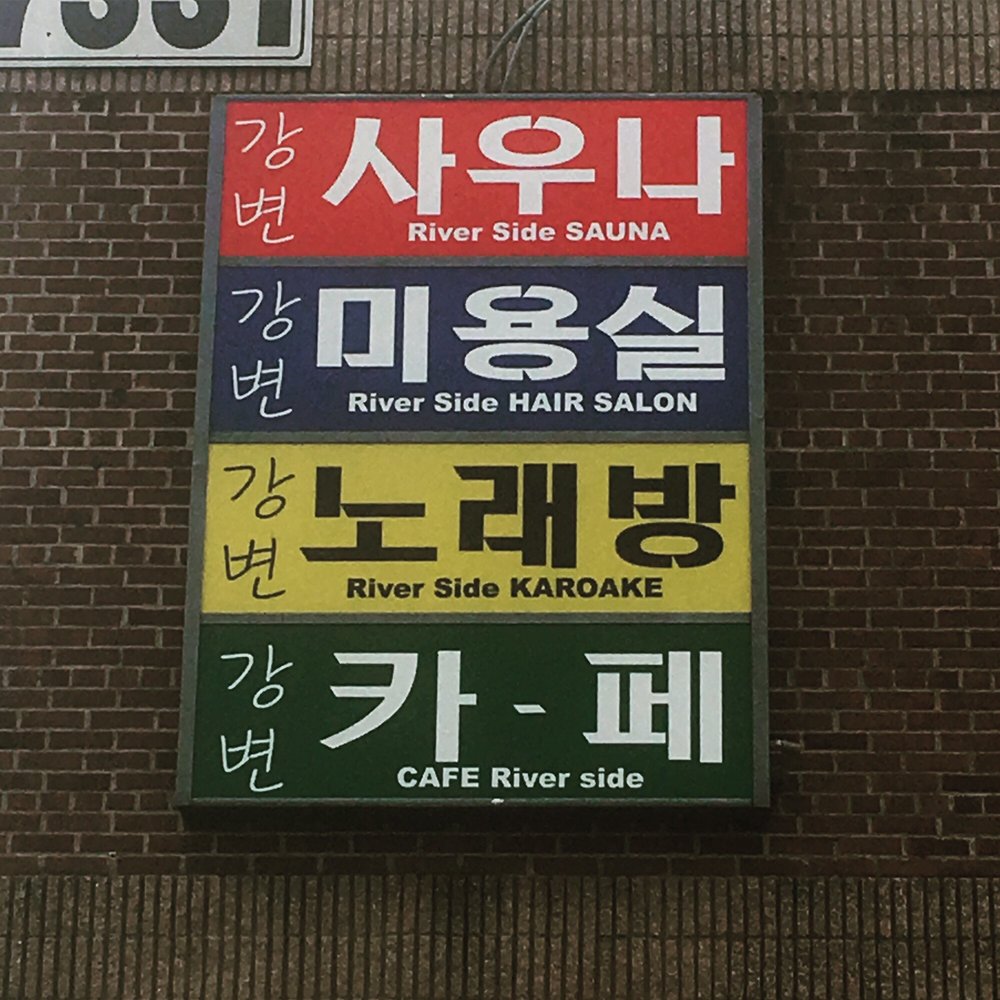 강변 사우나
River Side SAUNA
강변 미용실
River Side HAIR SALON
강변 노래방
River Side KAROAKE
강변 카-페
CAFE River side